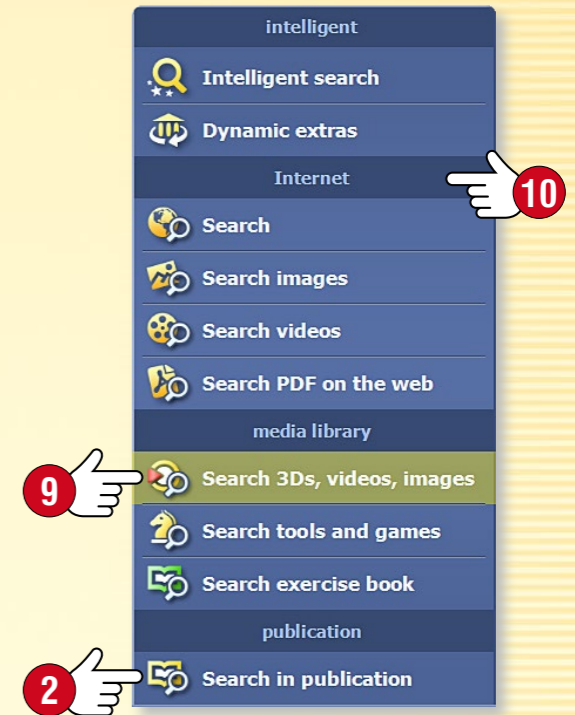 intelligent
Intelligent search
Dynamic extras
Internet
10
Search
Search images
Search videos
Search PDF on the web
media library
9
Search 3Ds, videos, images
Search tools and games
Search exercise book
publication
2
Search in publication